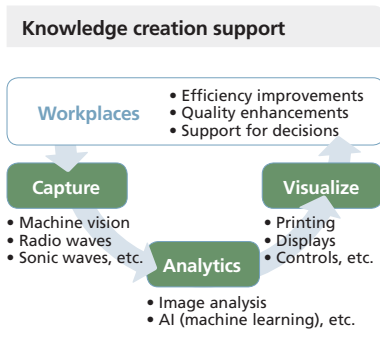 Knowledge creation support
Workplaces
• Efficiency improvements
• Quality enhancements
• Support for decisions
Capture
• Machine vision
• Radio waves
• Sonic waves, etc.
Visualize
• Printing
• Displays
• Controls, etc.
Analytics
• Image analysis
• AI (machine learning), etc.